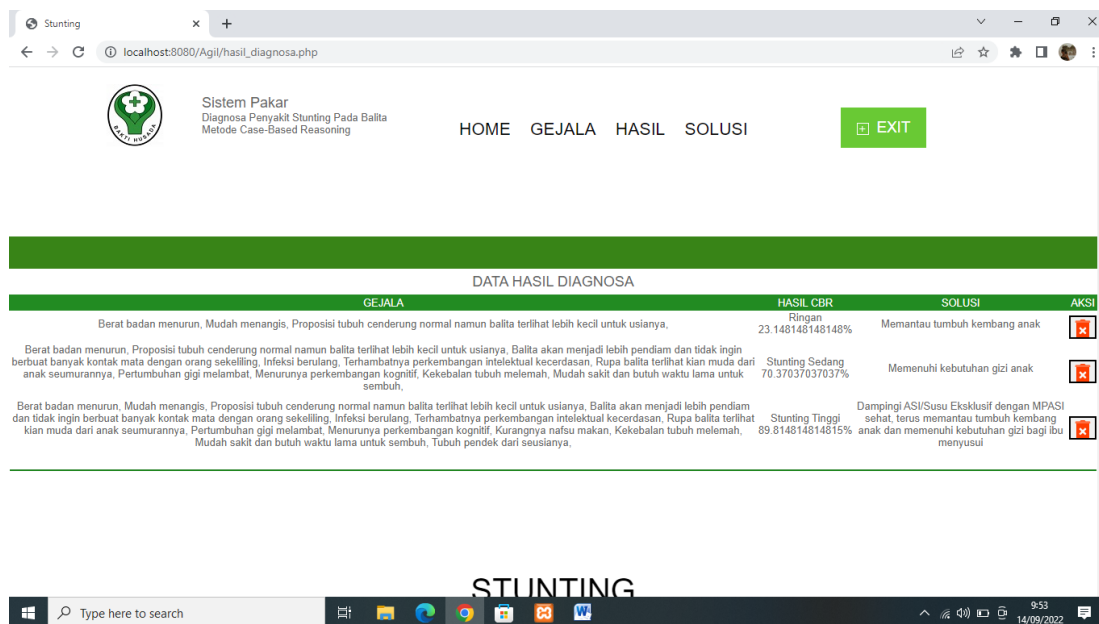 Stunting
localhost:8080/Agil/hasil_diagnosa.php
BAKTI HUSADA
Sistem Pakar
Diagnosa Penyakit Stunting Pada Balita
Metode Case-Based Reasoning
HOME GEJALA HASIL SOLUSI
EXIT
DATA HASIL DIAGNOSA
GEJALA HASIL CBR SOLUSI AKSI
Berat badan menurun, Mudah menangis, Proposisi tubuh cenderung normal namun balita terlihat lebih kecil untuk usianya,
Ringan
23.148148148148%
Memantau tumbuh kembang anak
Berat badan menurun, Proposisi tubuh cenderung normal namun balita terlihat lebih kecil untuk usianya, Balita akan menjadi lebih pendiam dan tidak ingin
berbuat banyak kontak mata dengan orang sekeliling, Infeksi berulang, Terhambatnya perkembangan intelektual kecerdasan, Rupa balita terlihat kian muda dari
anak seumurannya, Pertumbuhan gigi melambat, Menurunya perkembangan kognitif, Kekebalan tubuh melemah, Mudah sakit dan butuh waktu lama untuk
sembuh,
Stunting Sedang
70.37037037037%
Memenuhi kebutuhan gizi anak
Berat badan menurun, Mudah menangis, Proposisi tubuh cenderung normal namun balita terlihat lebih kecil untuk usianya, Balita akan menjadi lebih pendiam
dan tidak ingin berbuat banyak kontak mata dengan orang sekeliling, Infeksi berulang, Terhambatnya perkembangan intelektual kecerdasan, Rupa balita terlihat
kian muda dari anak seumurannya, Pertumbuhan gigi melambat, Menurunya perkembangan kognitif, Kurangnya nafsu makan, Kekebalan tubuh melemah,
Mudah sakit dan butuh waktu lama untuk sembuh, Tubuh pendek dari seusianya,
Stunting Tinggi
89.814814814815%
Dampingi ASI/Susu Eksklusif dengan MPASI
sehat, terus memantau tumbuh kembang
anak dan memenuhi kebutuhan gizi bagi ibu
menyusui
STUNTING
Type here to search
9:53
14/09/2022